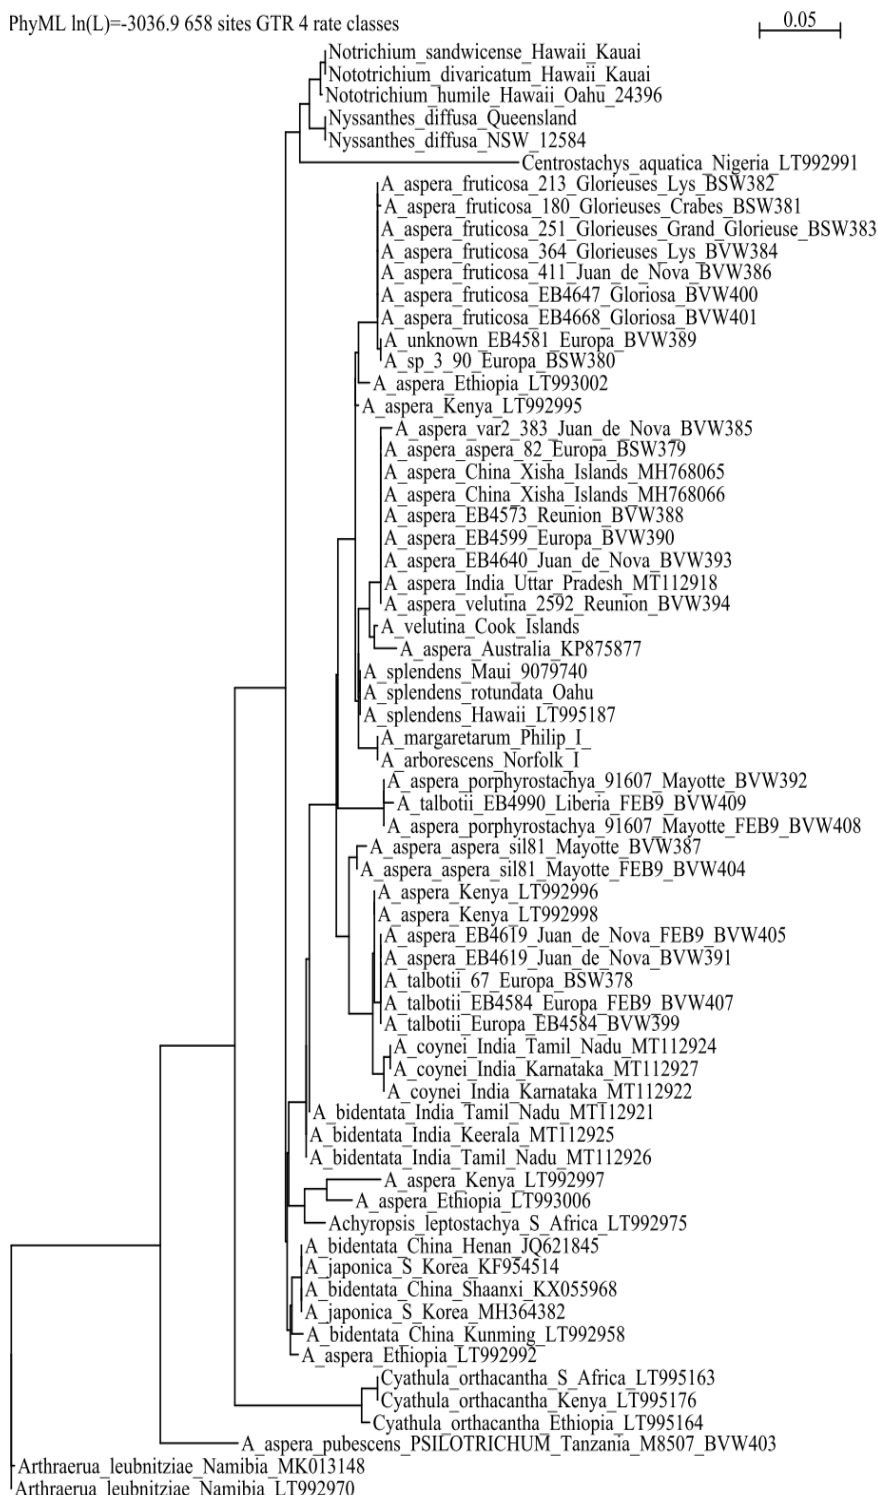 PhyML ln(L)=-3036.9 658 sites GTR 4 rate classes
0.05
Notrichium_sandwicense_Hawaii_Kauai
Nototrichium_divaricatum_Hawaii_Kauai
Nototrichium_humile_Hawaii_Oahu_24396
Nyssanthes_diffusa_Queensland
Nyssanthes_diffusa_NSW_12584
Centrostachys_aquatica_Nigeria_LT992991
A_aspera_fruticosa_213_Glorieuses_Lys_BSW382
A_aspera_fruticosa_180_Glorieuses_Crabes_BSW381
A_aspera_fruticosa_251_Glorieuses_Grand_Glorieuse_BSW383
A_aspera_fruticosa_364_Glorieuses_Lys_BVW384
A_aspera_fruticosa_411_Juan_de_Nova_BVW386
A_aspera_fruticosa_EB4647_Gloriosa_BVW400
A_aspera_fruticosa_EB4668_Gloriosa_BVW401
A_unknown_EB4581_Europa_BVW389
A_sp_3_90_Europa_BSW380
A_aspera_Ethiopia_LT993002
A_aspera_Kenya_LT992995
A_aspera_var2_383_Juan_de_Nova_BVW385
A_aspera_aspera_82_Europa_BSW379
A_aspera_China_Xisha_Islands_MH768065
A_aspera_China_Xisha_Islands_MH768066
A_aspera_EB4573_Reunion_BVW388
A_aspera_EB4599_Europa_BVW390
A_aspera_EB4640_Juan_de_Nova_BVW393
A_aspera_India_Uttar_Pradesh_MT112918
A_aspera_velutina_2592_Reunion_BVW394
A_velutina_Cook_Islands
A_aspera_Australia_KP875877
A_splendens_Maui_9079740
A_splendens_rotundata_Oahu
A_splendens_Hawaii_LT995187
A_margaretarum_Philip_I_
A_arborescens_Norfolk_I
A_aspera_porphyrostachya_91607_Mayotte_BVW392
A_talbotii_EB4990_Liberia_FEB9_BVW409
A_aspera_porphyrostachya_91607_Mayotte_FEB9_BVW408
A_aspera_aspera_sil81_Mayotte_BVW387
A_aspera_aspera_sil81_Mayotte_FEB9_BVW404
A_aspera_Kenya_LT992996
A_aspera_Kenya_LT992998
A_aspera_EB4619_Juan_de_Nova_FEB9_BVW405
A_aspera_EB4619_Juan_de_Nova_BVW391
A_talbotii_67_Europa_BSW378
A_talbotii_EB4584_Europa_FEB9_BVW407
A_talbotii_Europa_EB4584_BVW399
A_coynei_India_Tamil_Nadu_MT112924
A_coynei_India_Karnataka_MT112927
A_coynei_India_Karnataka_MT112922
A_bidentata_India_Tamil_Nadu_MT112921
A_bidentata_India_Keerala_MT112925
A_bidentata_India_Tamil_Nadu_MT112926
A_aspera_Kenya_LT992997
A_aspera_Ethiopia_LT993006
Achyropsis_leptostachya_S_Africa_LT992975
A_bidentata_China_Henan_JQ621845
A_japonica_S_Korea_KF954514
A_bidentata_China_Shaanxi_KX055968
A_japonica_S_Korea_MH364382
A_bidentata_China_Kunming_LT992958
A_aspera_Ethiopia_LT992992
Cyathula_orthacantha_S_Africa_LT995163
Cyathula_orthacantha_Kenya_LT995176
Cyathula_orthacantha_Ethiopia_LT995164
A_aspera_pubescens_PSILOTRICHUM_Tanzania_M8507_BVW403
Arthraerua_leubnitziae_Namibia_MK013148
Arthraerua_leubnitziae_Namibia_LT992970